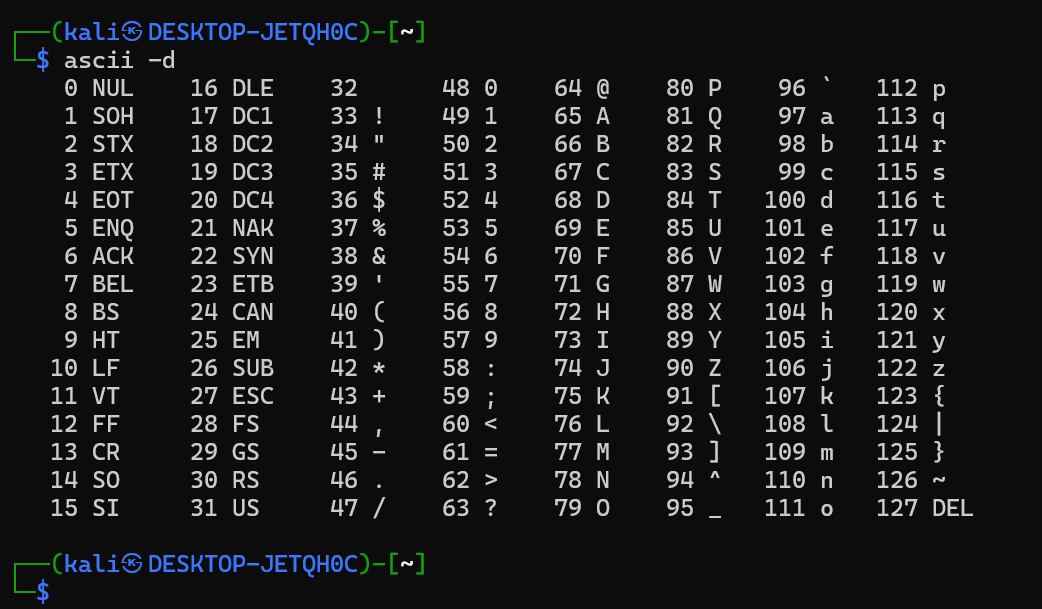 ┌──(kali㉿DESKTOP-JETQH0C)-[~]
└─$ ascii -d
    0 NUL    16 DLE    32      48 0    64 @    80 P    96 `   112 p
    1 SOH    17 DC1    33 !    49 1    65 A    81 Q    97 a   113 q
    2 STX    18 DC2    34 "    50 2    66 B    82 R    98 b   114 r
    3 ETX    19 DC3    35 #    51 3    67 C    83 S    99 c   115 s
    4 EOT    20 DC4    36 $    52 4    68 D    84 T   100 d   116 t
    5 ENQ    21 NAK    37 %    53 5    69 E    85 U   101 e   117 u
    6 ACK    22 SYN    38 &    54 6    70 F    86 V   102 f   118 v
    7 BEL    23 ETB    39 '    55 7    71 G    87 W   103 g   119 w
    8 BS     24 CAN    40 (    56 8    72 H    88 X   104 h   120 x
    9 HT     25 EM     41 )    57 9    73 I    89 Y   105 i   121 y
   10 LF     26 SUB    42 *    58 :    74 J    90 Z   106 j   122 z
   11 VT     27 ESC    43 +    59 ;    75 K    91 [   107 k   123 {
   12 FF     28 FS     44 ,    60 <    76 L    92 \   108 l   124 |
   13 CR     29 GS     45 -    61 =    77 M    93 ]   109 m   125 }
   14 SO     30 RS     46 .    62 >    78 N    94 ^   110 n   126 ~
   15 SI     31 US     47 /    63 ?    79 O    95 _   111 o   127 DEL
┌──(kali㉿DESKTOP-JETQH0C)-[~]
└─$